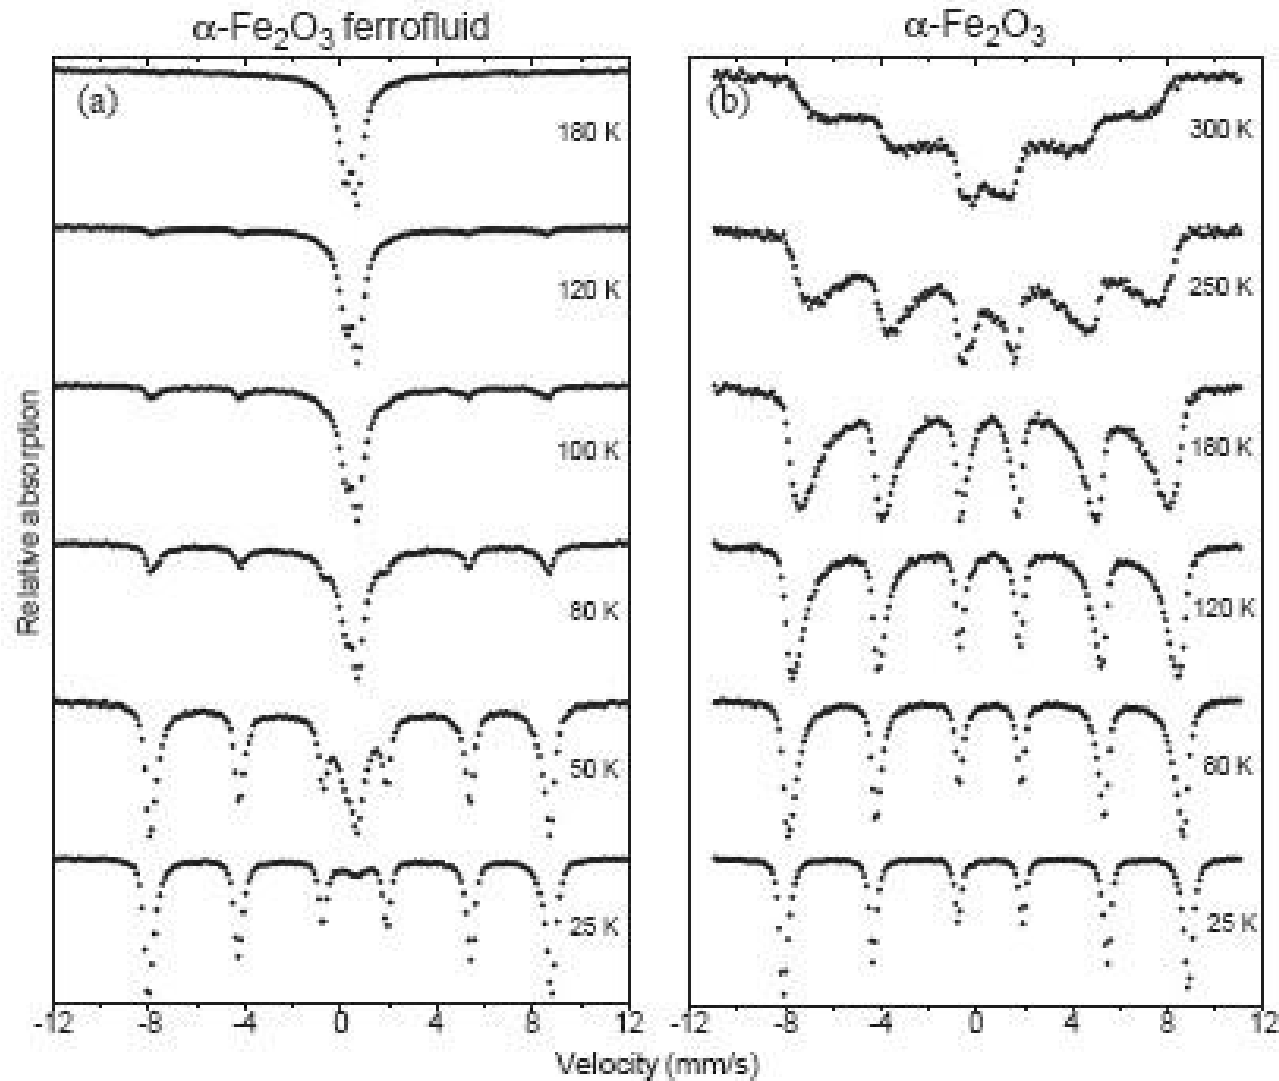 α-Fe₂O₃ ferrofluid
α-Fe₂O₃
(a)
180 K
120 K
100 K
80 K
50 K
25 K
(b)
300 K
250 K
180 K
120 K
80 K
25 K
Relative absorption
-12 -8 -4 0 4 8 12
-12 -8 -4 0 4 8 12
Velocity (mm/s)